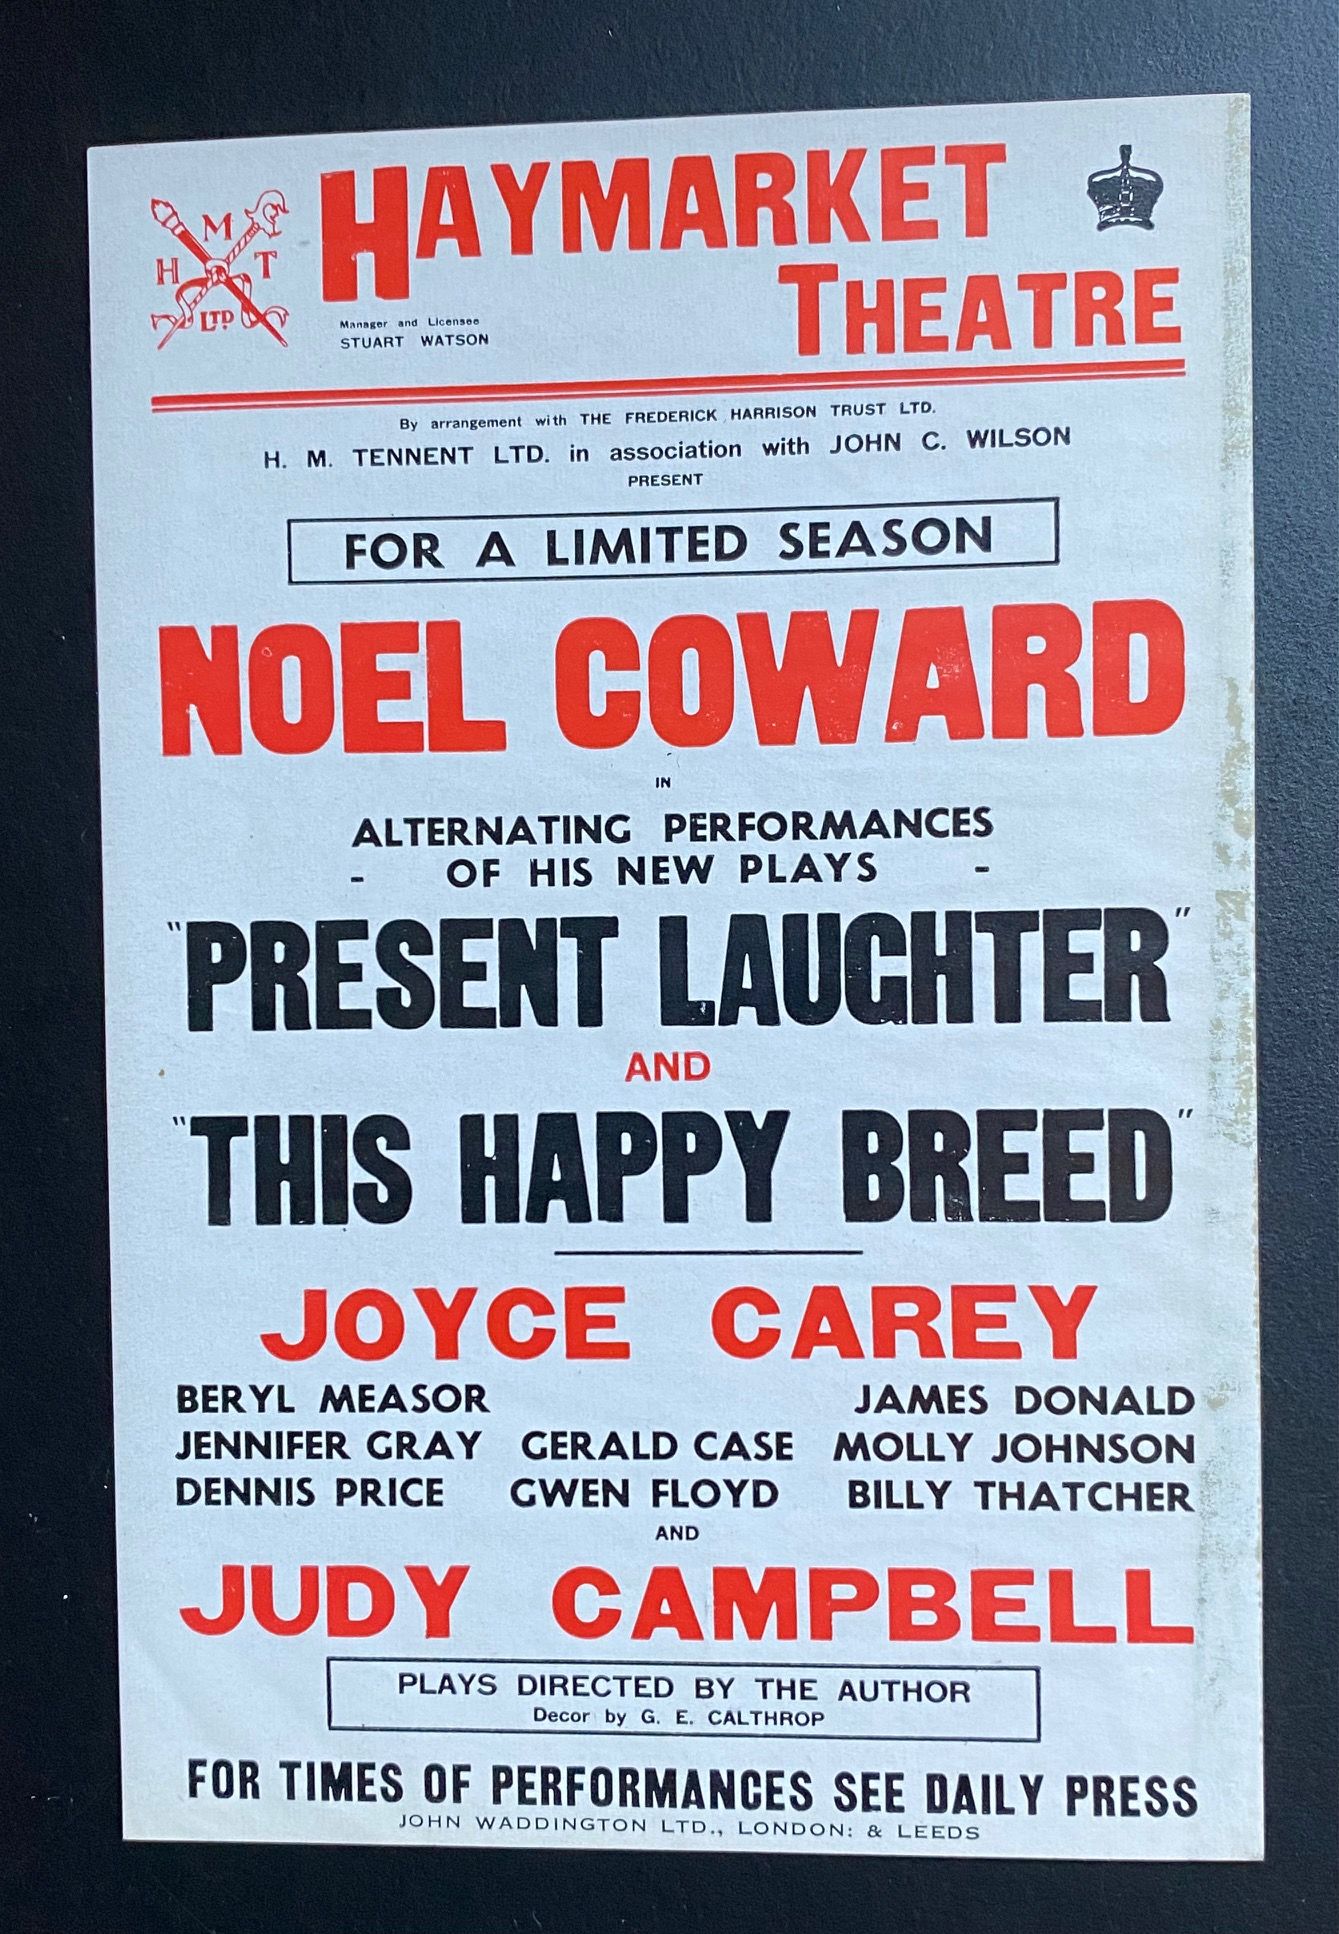 M
H T
LTD
HAYMARKET
THEATRE
Manager and Licensee
STUART WATSON
By arrangement with THE FREDERICK HARRISON TRUST LTD.
H. M. TENNENT LTD. in association with JOHN C. WILSON
PRESENT
FOR A LIMITED SEASON
NOEL COWARD
IN
ALTERNATING PERFORMANCES
- OF HIS NEW PLAYS -
"PRESENT LAUGHTER"
AND
"THIS HAPPY BREED"
JOYCE CAREY
BERYL MEASOR JAMES DONALD
JENNIFER GRAY GERALD CASE MOLLY JOHNSON
DENNIS PRICE GWEN FLOYD BILLY THATCHER
AND
JUDY CAMPBELL
PLAYS DIRECTED BY THE AUTHOR
Decor by G. E. CALTHROP
FOR TIMES OF PERFORMANCES SEE DAILY PRESS
JOHN WADDINGTON LTD., LONDON: & LEEDS